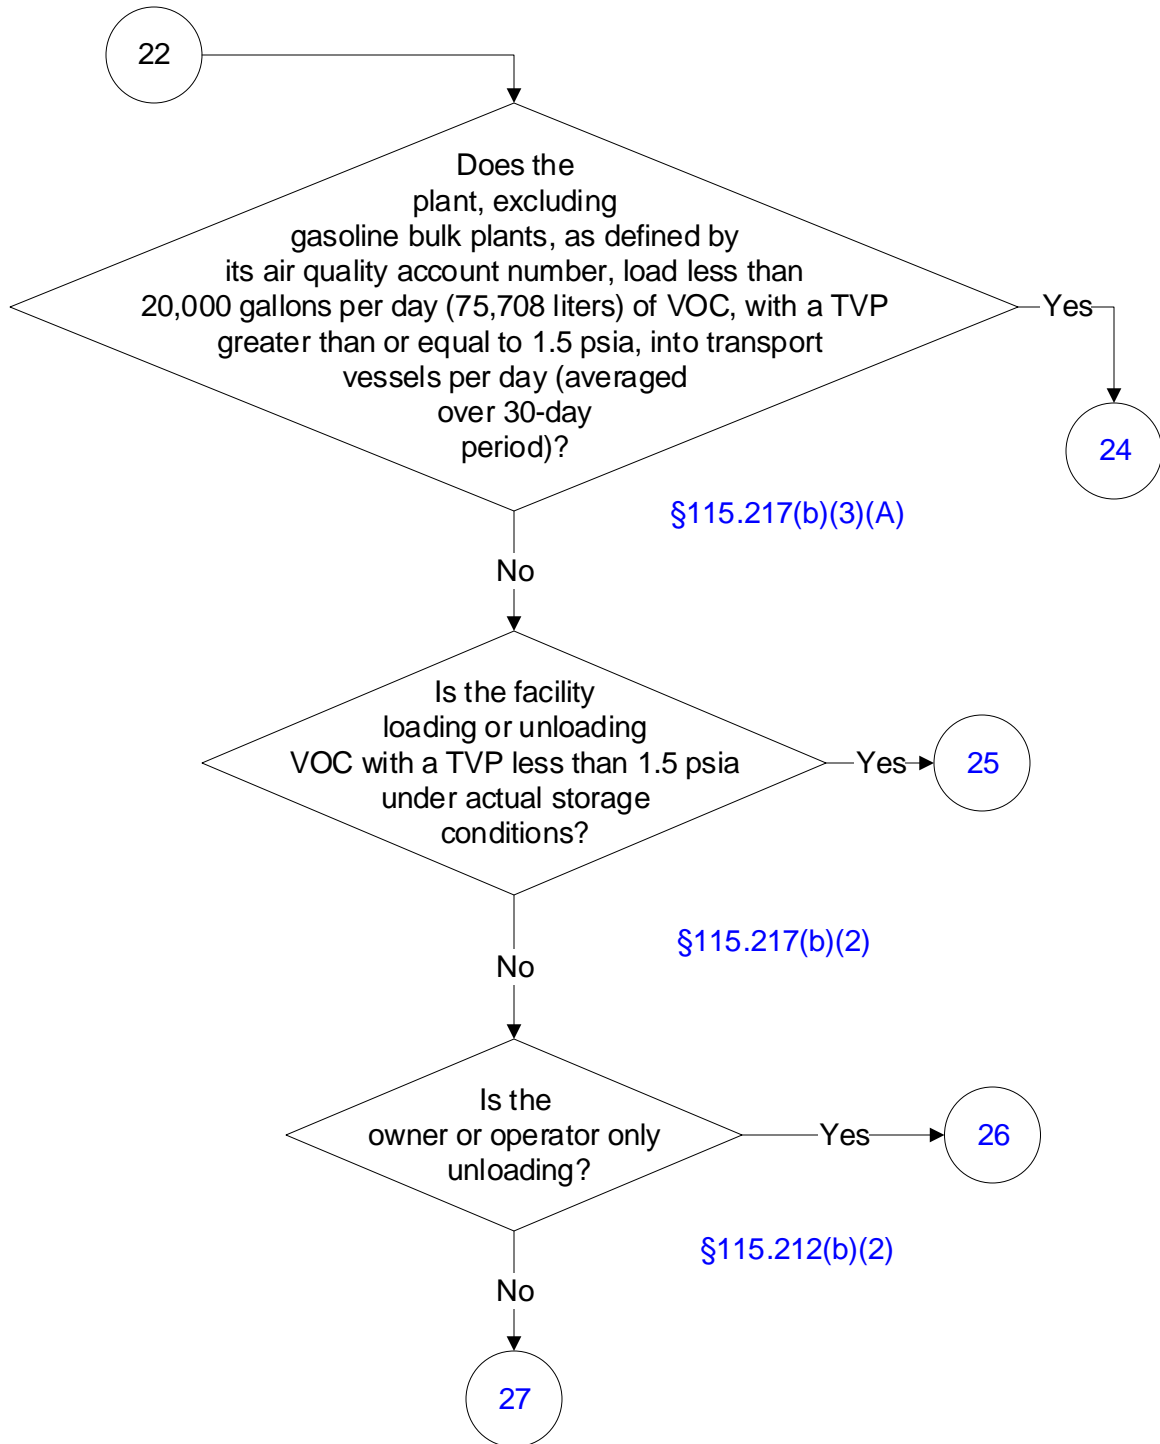 22
Does the
plant, excluding
gasoline bulk plants, as defined by
its air quality account number, load less than
20,000 gallons per day (75,708 liters) of VOC, with a TVP
greater than or equal to 1.5 psia, into transport
vessels per day (averaged
over 30-day
period)?
Yes
24
§115.217(b)(3)(A)
No
Is the facility
loading or unloading
VOC with a TVP less than 1.5 psia
under actual storage
conditions?
Yes
25
§115.217(b)(2)
No
Is the
owner or operator only
unloading?
Yes
26
§115.212(b)(2)
No
27